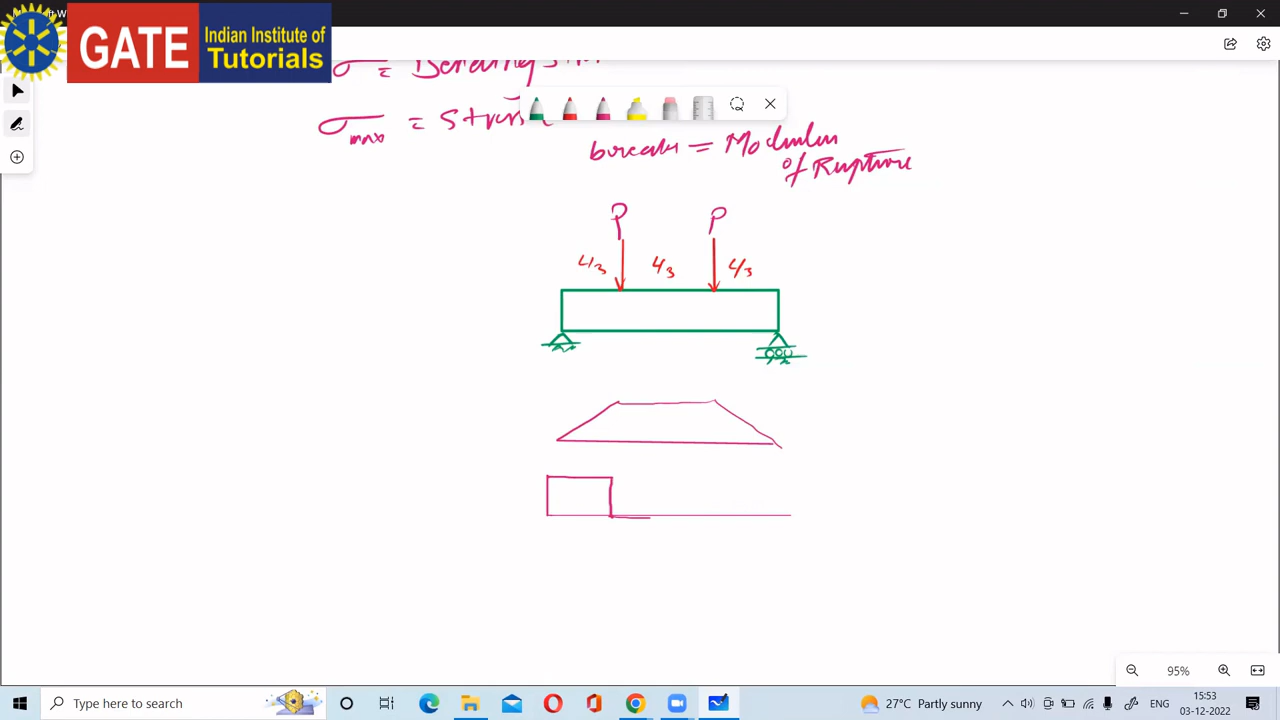 GATE
Indian Institute of
Tutorials
σ = Bending
σmax = Stress
break = Modulus
of Rupture
P P
L/3 L/3 L/3
95%
Type here to search
27°C Partly sunny
ENG
15:53
03-12-2022